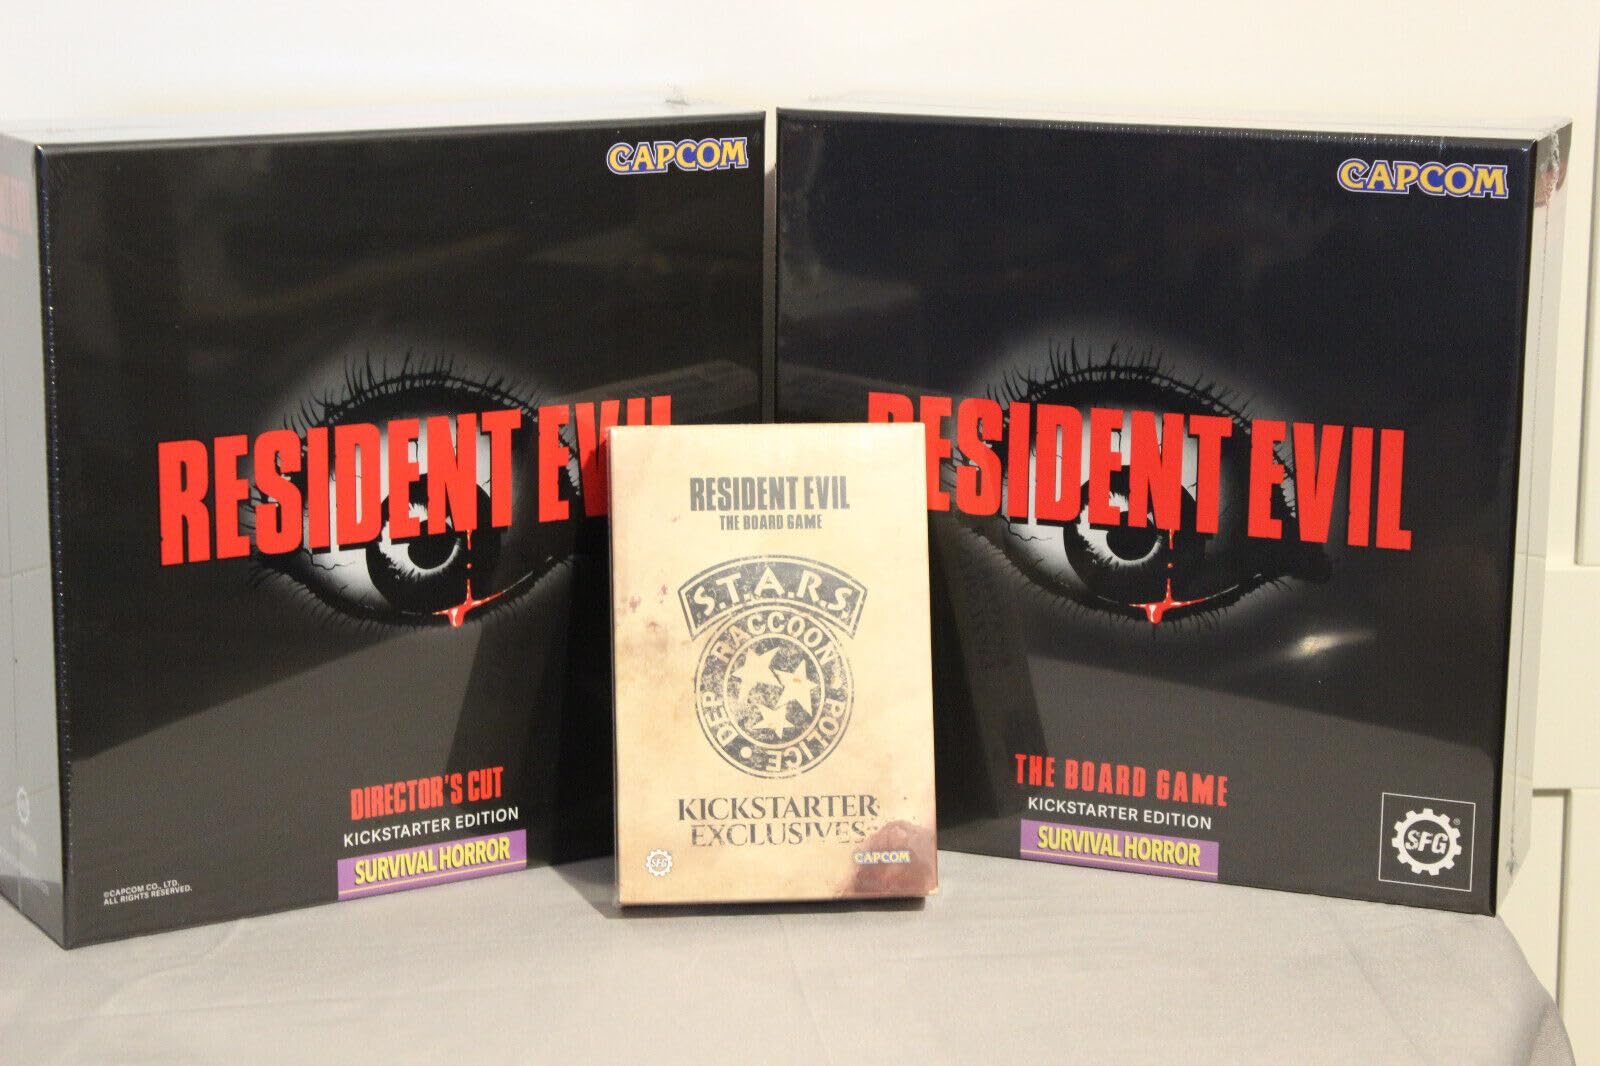 CAPCOM
RESIDENT EVIL
DIRECTOR'S CUT
KICKSTARTER EDITION
SURVIVAL HORROR
©CAPCOM CO., LTD.
ALL RIGHTS RESERVED.
RESIDENT EVIL
THE BOARD GAME
S.T.A.R.S.
RACCOON POLICE DEP.
KICKSTARTER
EXCLUSIVES
SFG
CAPCOM
CAPCOM
RESIDENT EVIL
THE BOARD GAME
KICKSTARTER EDITION
SURVIVAL HORROR
SFG®